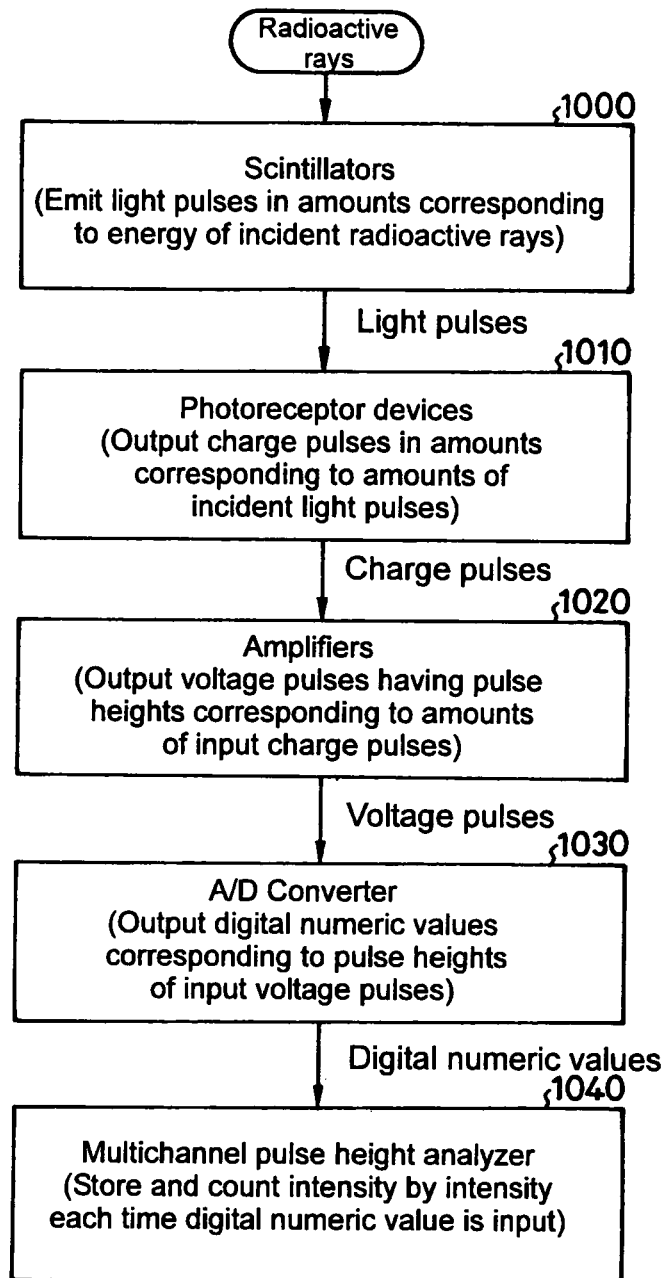 Radioactive
rays
1000
Scintillators
(Emit light pulses in amounts corresponding
to energy of incident radioactive rays)
Light pulses
1010
Photoreceptor devices
(Output charge pulses in amounts
corresponding to amounts of
incident light pulses)
Charge pulses
1020
Amplifiers
(Output voltage pulses having pulse
heights corresponding to amounts
of input charge pulses)
Voltage pulses
1030
A/D Converter
(Output digital numeric values
corresponding to pulse heights
of input voltage pulses)
Digital numeric values
1040
Multichannel pulse height analyzer
(Store and count intensity by intensity
each time digital numeric value is input)